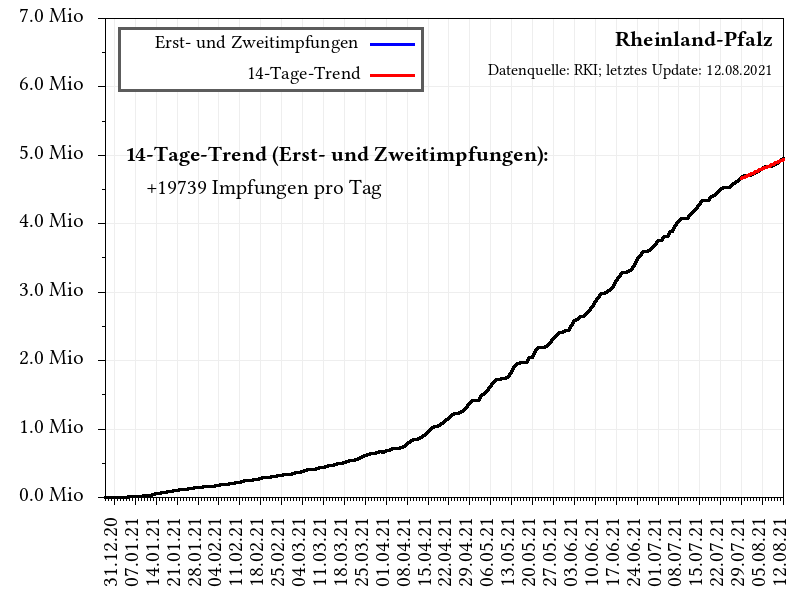 7.0 Mio
6.0 Mio
5.0 Mio
4.0 Mio
3.0 Mio
2.0 Mio
1.0 Mio
0.0 Mio
Erst- und Zweitimpfungen
14-Tage-Trend
Rheinland-Pfalz
Datenquelle: RKI; letztes Update: 12.08.2021
14-Tage-Trend (Erst- und Zweitimpfungen):
+19739 Impfungen pro Tag
31.12.20
07.01.21
14.01.21
21.01.21
28.01.21
04.02.21
11.02.21
18.02.21
25.02.21
04.03.21
11.03.21
18.03.21
25.03.21
01.04.21
08.04.21
15.04.21
22.04.21
29.04.21
06.05.21
13.05.21
20.05.21
27.05.21
03.06.21
10.06.21
17.06.21
24.06.21
01.07.21
08.07.21
15.07.21
22.07.21
29.07.21
05.08.21
12.08.21